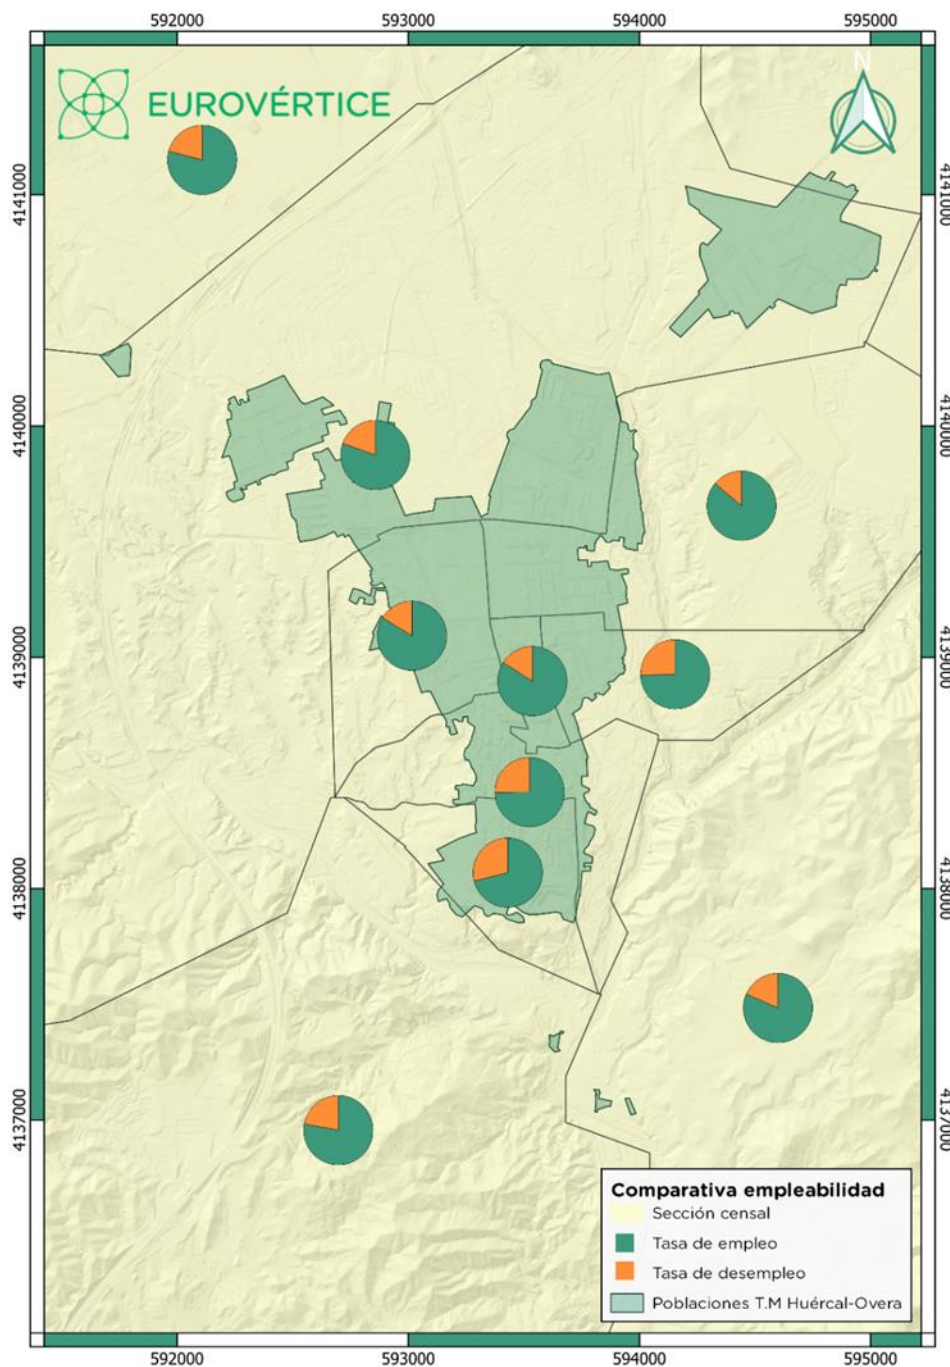 592000 593000 594000 595000
N
EUROVÉRTICE
4141000 4141000
4140000 4140000
4139000 4139000
4138000 4138000
4137000 4137000
Comparativa empleabilidad
Sección censal
Tasa de empleo
Tasa de desempleo
Poblaciones T.M Huércal-Overa
592000 593000 594000 595000